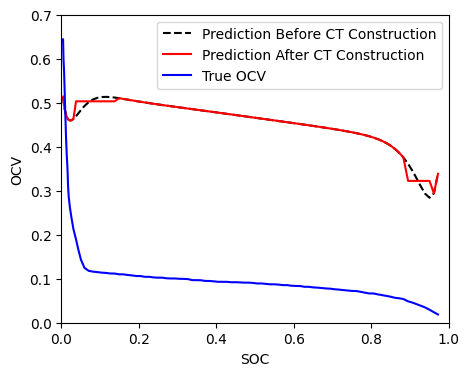 Prediction Before CT Construction
Prediction After CT Construction
True OCV
0.7
0.6
0.5
0.4
0.3
0.2
0.1
0.0
OCV
0.0 0.2 0.4 0.6 0.8 1.0
SOC